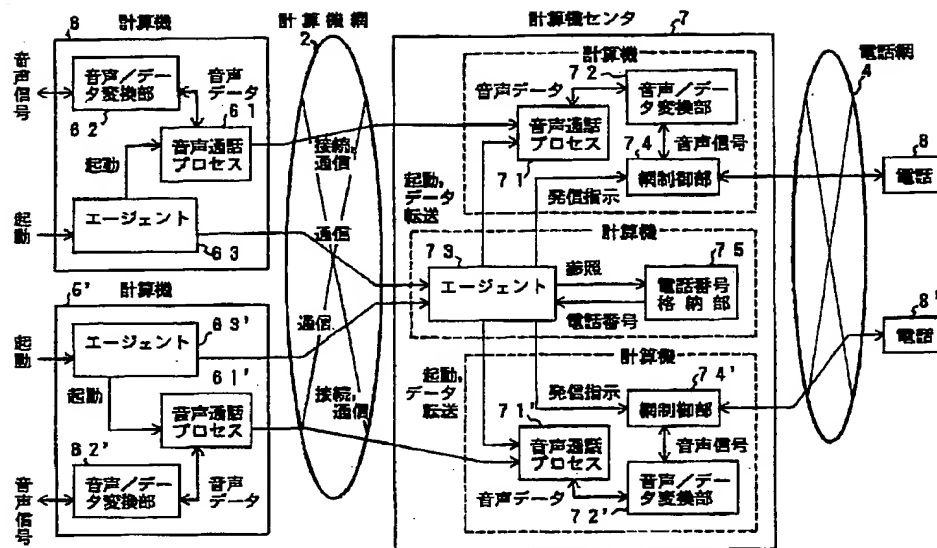 6
計算機
音声信号
音声／デ
ータ変換部
62
音声
データ
61
音声通話
プロセス
起動
起動
エージェント
63
6'
計算機
63'
起動
エージェント
起動
61'
音声通話
プロセス
62'
音声信号
音声／デ
ータ変換部
音声
データ
計算機網
2
接続,
通信
通信
通信
接続,
通信
計算機センタ
7
計算機
72
音声データ
音声／デー
タ変換部
音声通話
プロセス
71
74
音声信号
網制御部
起動,
データ
転送
発信指示
計算機
73
エージェント
参照
75
電話番号
格納部
電話番号
計算機
起動,
データ
転送
発信指示
74'
網制御部
71'
音声通話
プロセス
音声信号
音声データ
音声／デー
タ変換部
72'
電話網
4
8
電話
8'
電話